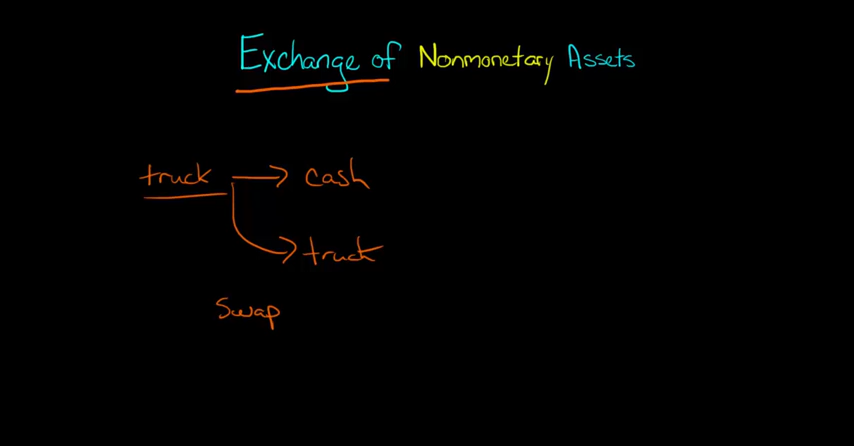 Exchange of Nonmonetary Assets
truck → cash
truck
Swap